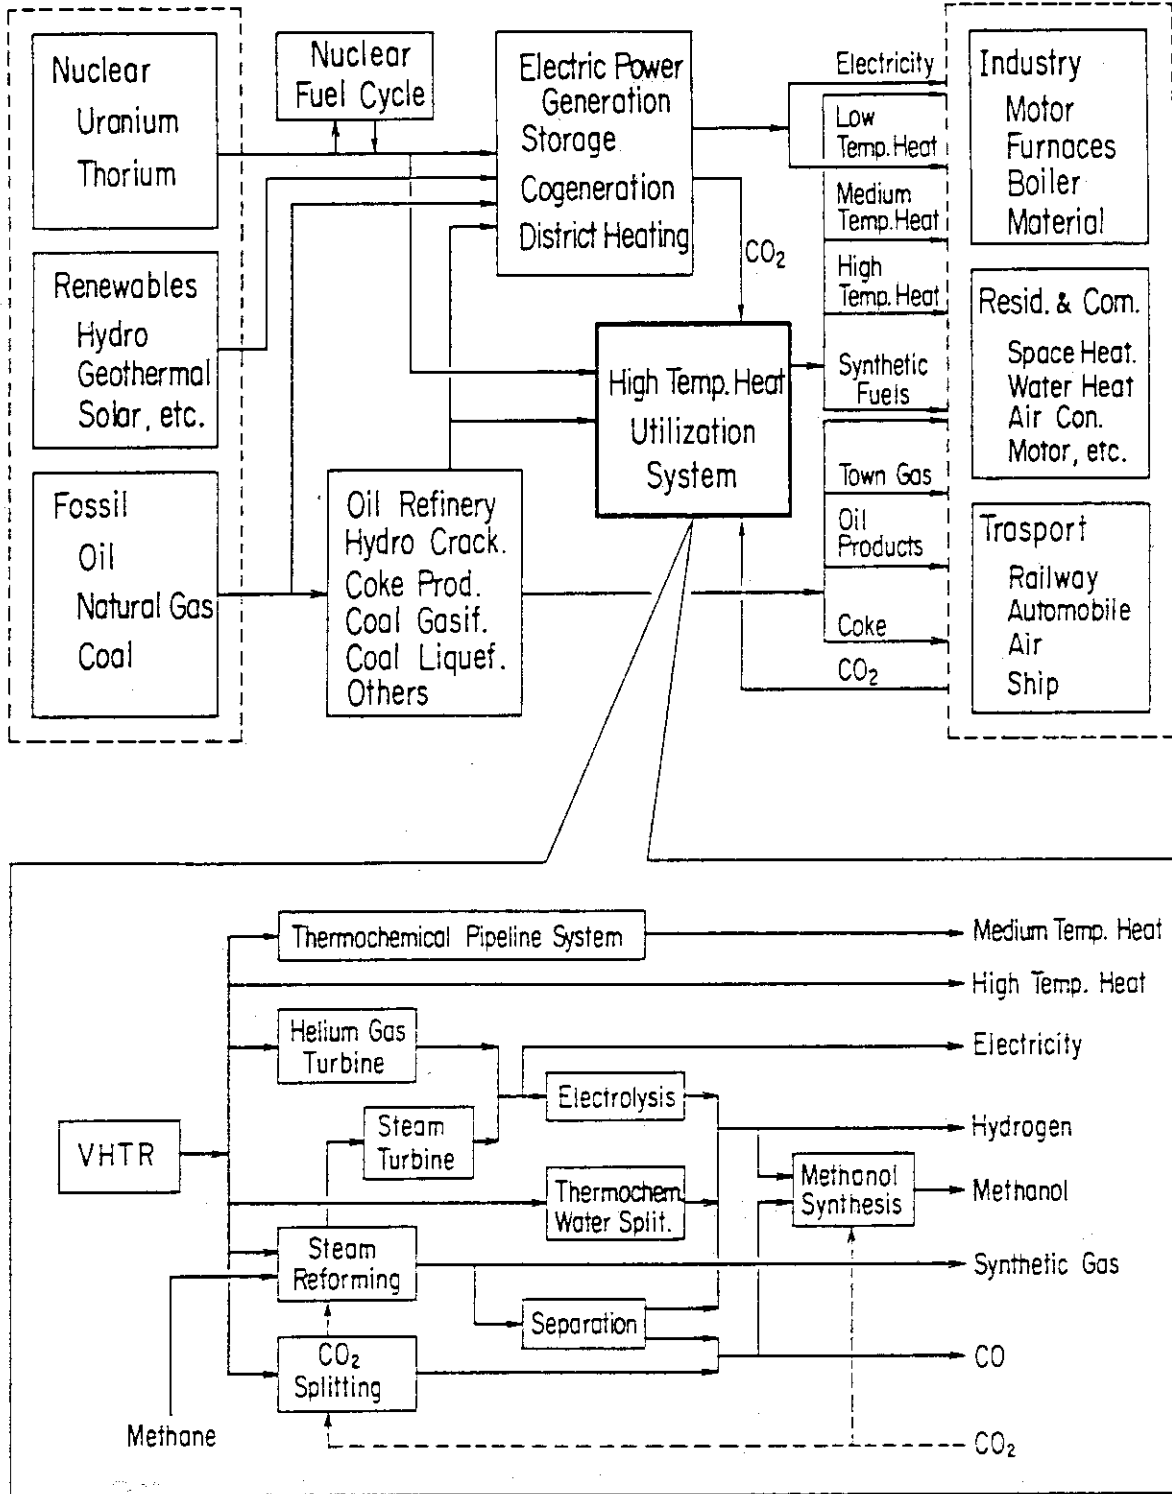 Nuclear
Uranium
Thorium
Renewables
Hydro
Geothermal
Solar, etc.
Fossil
Oil
Natural Gas
Coal
Nuclear
Fuel Cycle
Oil Refinery
Hydro Crack.
Coke Prod.
Coal Gasif.
Coal Liquef.
Others
Electric Power
Generation
Storage
Cogeneration
District Heating
CO₂
High Temp. Heat
Utilization
System
Electricity
Low
Temp. Heat
Medium
Temp. Heat
High
Temp. Heat
Synthetic
Fuels
Town Gas
Oil
Products
Coke
CO₂
Industry
Motor
Furnaces
Boiler
Material
Resid. & Com.
Space Heat.
Water Heat
Air Con.
Motor, etc.
Trasport
Railway
Automobile
Air
Ship
VHTR
Methane
Thermochemical Pipeline System
Helium Gas
Turbine
Steam
Turbine
Electrolysis
Thermochem.
Water Split.
Steam
Reforming
Separation
CO₂
Splitting
Methanol
Synthesis
Medium Temp. Heat
High Temp. Heat
Electricity
Hydrogen
Methanol
Synthetic Gas
CO
CO₂